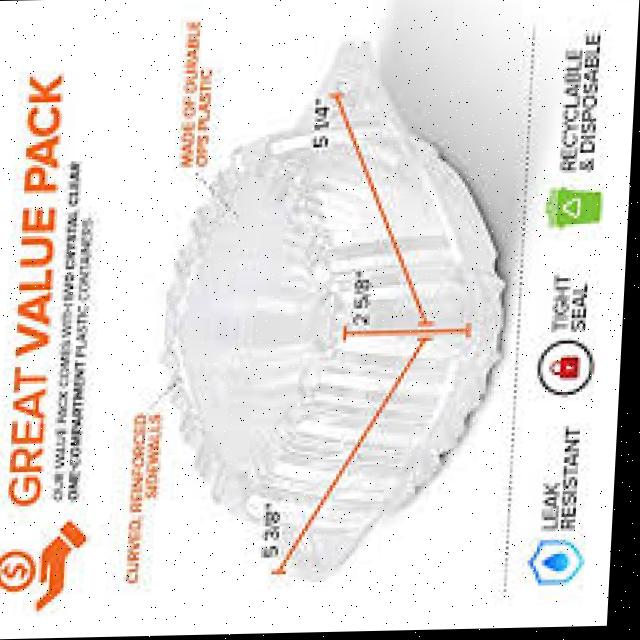 GREAT VALUE PACK
OUR VALUE PACK COMES WITH TWO CRYSTAL CLEAR
ONE-COMPARTMENT PLASTIC CONTAINERS
CURVED, REINFORCED
SIDEWALLS
MADE OF DURABLE
OPS PLASTIC
5 3/8"
2 5/8"
5 1/4"
LEAK
RESISTANT
TIGHT
SEAL
RECYCLABLE
& DISPOSABLE